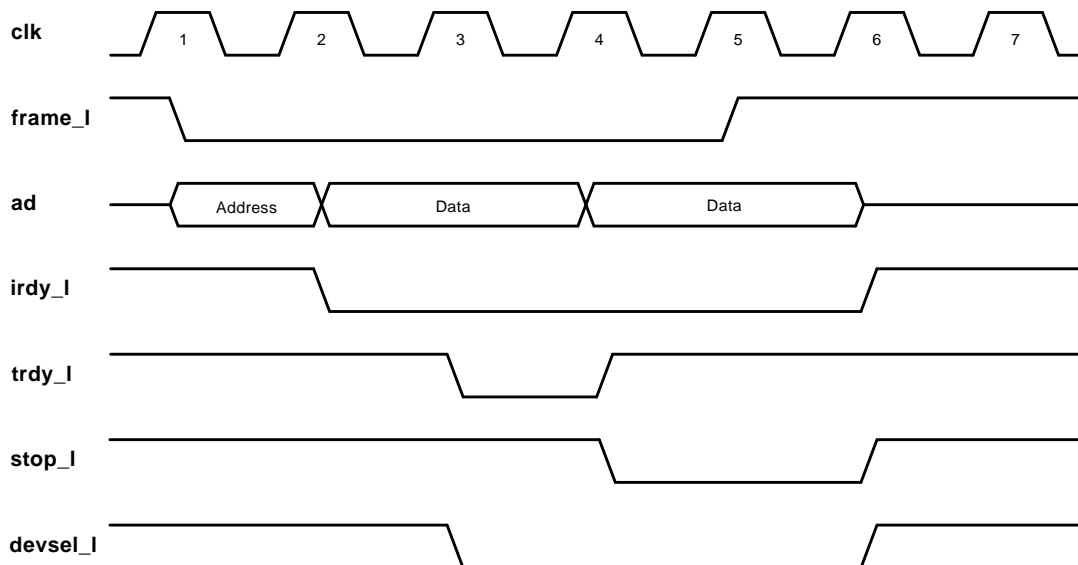 clk
1 2 3 4 5 6 7
frame_l
ad
Address Data Data
irdy_l
trdy_l
stop_l
devsel_l